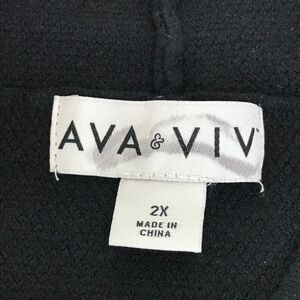 AVA & VIV
2X
MADE IN
CHINA